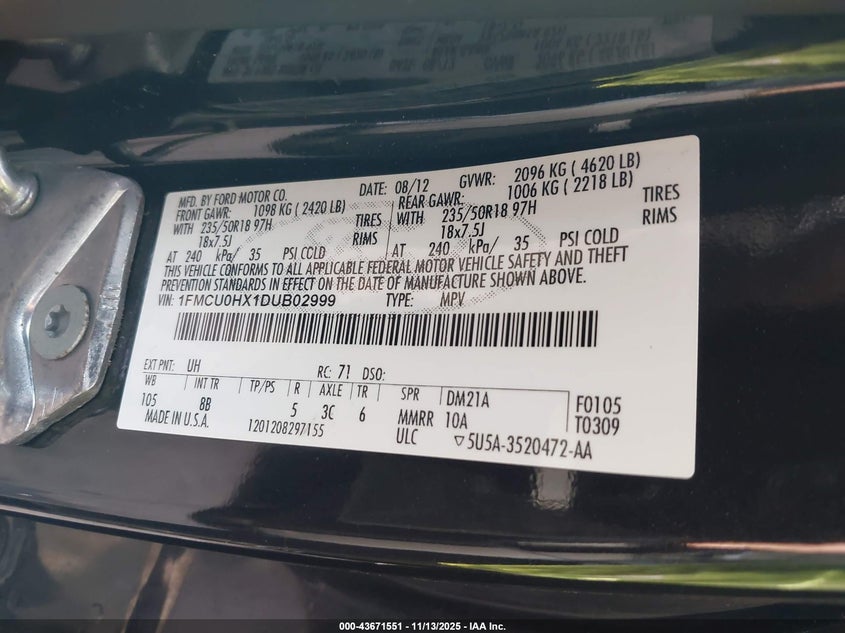 MFD. BY FORD MOTOR CO. DATE: 08/12 GVWR: 2096 KG ( 4620 LB)
FRONT GAWR: 1098 KG ( 2420 LB) REAR GAWR: 1006 KG ( 2218 LB)
WITH 235/50R18 97H TIRES WITH 235/50R18 97H TIRES
18x7.5J RIMS 18x7.5J RIMS
AT 240 kPa/ 35 PSI COLD AT 240 kPa/ 35 PSI COLD
THIS VEHICLE CONFORMS TO ALL APPLICABLE FEDERAL MOTOR VEHICLE SAFETY AND THEFT
PREVENTION STANDARDS IN EFFECT ON THE DATE OF MANUFACTURE SHOWN ABOVE.
VIN: 1FMCU0HX1DUB02999 TYPE: MPV
EXT PNT: UH RC: 71 DSO:
WB INT TR TP/PS R AXLE TR SPR DM21A F0105
105 8B 5 3C 6 MMRR 10A T0309
MADE IN U.S.A. 1201208297155 ULC ▽5U5A-3520472-AA
000-43671551 - 11/13/2025 - IAA Inc.